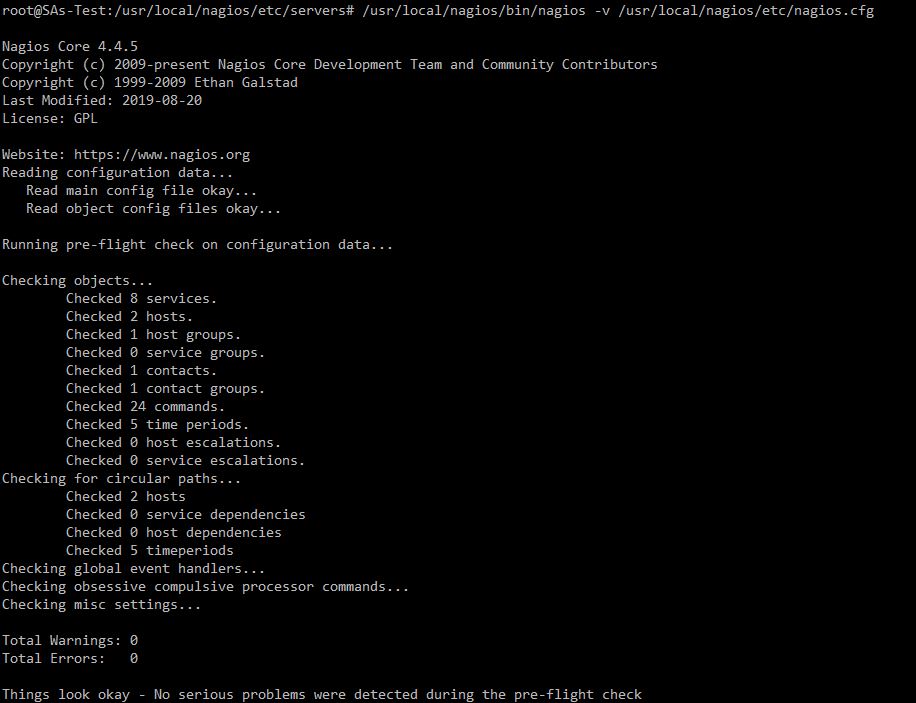 root@SAs-Test:/usr/local/nagios/etc/servers# /usr/local/nagios/bin/nagios -v /usr/local/nagios/etc/nagios.cfg
Nagios Core 4.4.5
Copyright (c) 2009-present Nagios Core Development Team and Community Contributors
Copyright (c) 1999-2009 Ethan Galstad
Last Modified: 2019-08-20
License: GPL
Website: https://www.nagios.org
Reading configuration data...
Read main config file okay...
Read object config files okay...
Running pre-flight check on configuration data...
Checking objects...
Checked 8 services.
Checked 2 hosts.
Checked 1 host groups.
Checked 0 service groups.
Checked 1 contacts.
Checked 1 contact groups.
Checked 24 commands.
Checked 5 time periods.
Checked 0 host escalations.
Checked 0 service escalations.
Checking for circular paths...
Checked 2 hosts
Checked 0 service dependencies
Checked 0 host dependencies
Checked 5 timeperiods
Checking global event handlers...
Checking obsessive compulsive processor commands...
Checking misc settings...
Total Warnings: 0
Total Errors:   0
Things look okay - No serious problems were detected during the pre-flight check